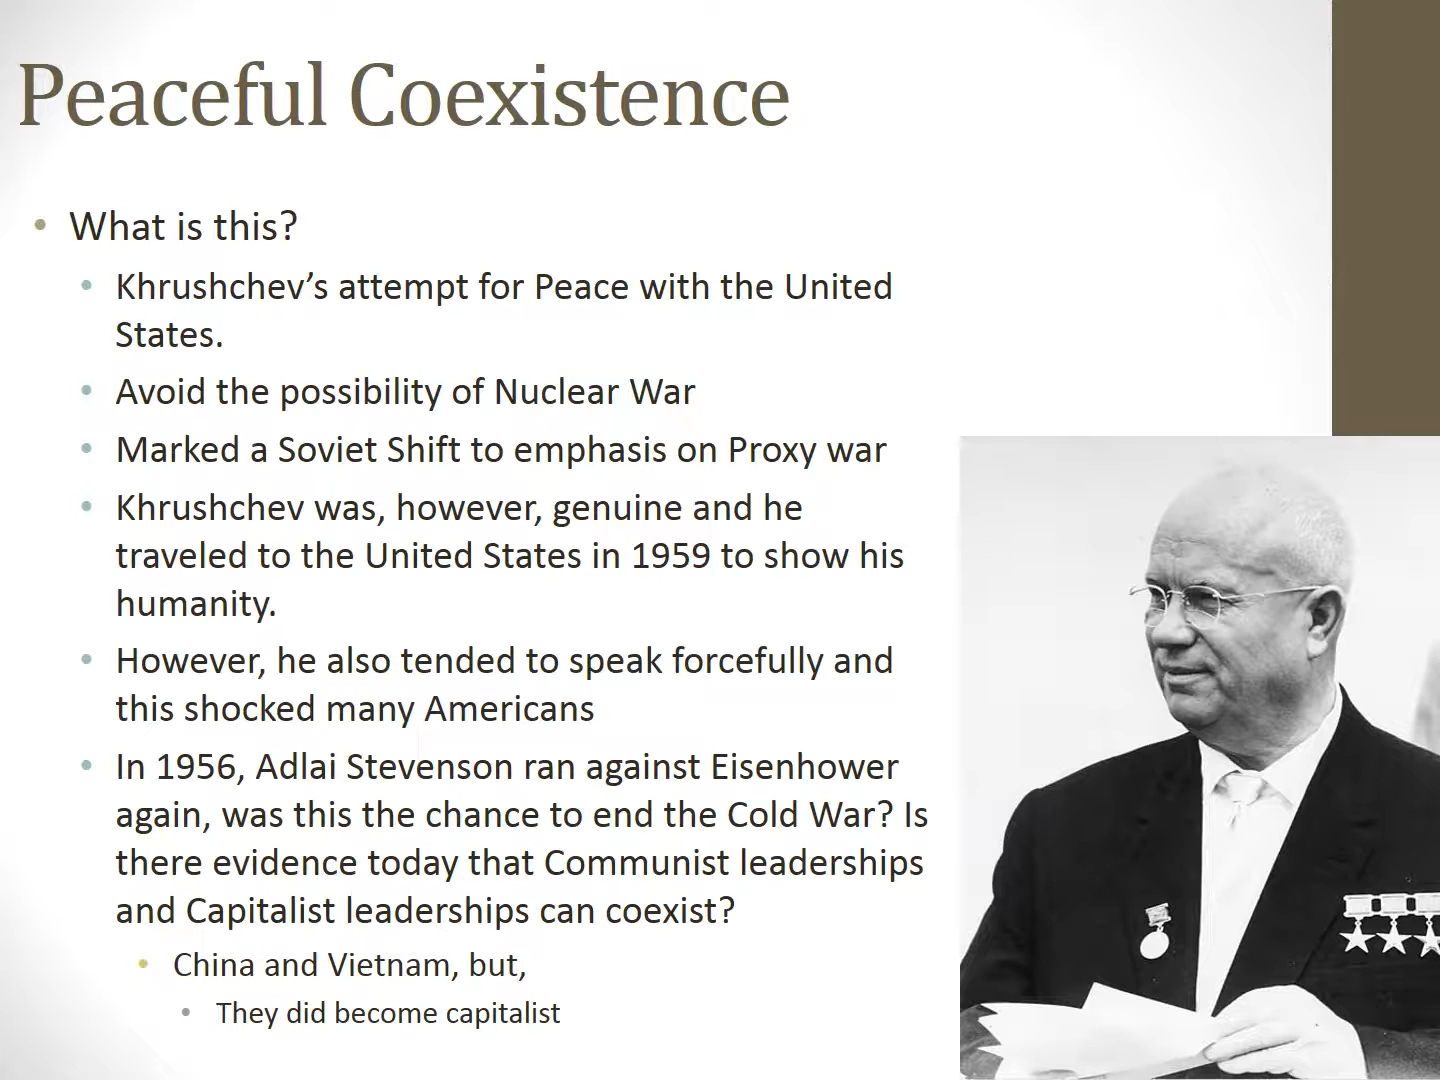 Peaceful Coexistence
• What is this?
• Khrushchev’s attempt for Peace with the United
States.
• Avoid the possibility of Nuclear War
• Marked a Soviet Shift to emphasis on Proxy war
• Khrushchev was, however, genuine and he
traveled to the United States in 1959 to show his
humanity.
• However, he also tended to speak forcefully and
this shocked many Americans
• In 1956, Adlai Stevenson ran against Eisenhower
again, was this the chance to end the Cold War? Is
there evidence today that Communist leaderships
and Capitalist leaderships can coexist?
• China and Vietnam, but,
• They did become capitalist